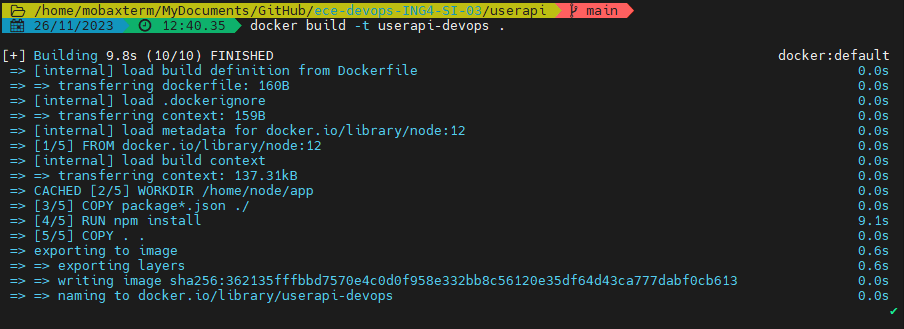 /home/mobaxterm/MyDocuments/GitHub/ece-devops-ING4-SI-03/userapi main
26/11/2023 12:40.35 docker build -t userapi-devops .
[+] Building 9.8s (10/10) FINISHED docker:default
=> [internal] load build definition from Dockerfile 0.0s
=> => transferring dockerfile: 160B 0.0s
=> [internal] load .dockerignore 0.0s
=> => transferring context: 159B 0.0s
=> [internal] load metadata for docker.io/library/node:12 0.0s
=> [1/5] FROM docker.io/library/node:12 0.0s
=> [internal] load build context 0.0s
=> => transferring context: 137.31kB 0.0s
=> CACHED [2/5] WORKDIR /home/node/app 0.0s
=> [3/5] COPY package*.json ./ 0.0s
=> [4/5] RUN npm install 9.1s
=> [5/5] COPY . . 0.0s
=> exporting to image 0.6s
=> => exporting layers 0.6s
=> => writing image sha256:362135fffbbd7570e4c0d0f958e332bb8c56120e35df64d43ca777dabf0cb613 0.0s
=> => naming to docker.io/library/userapi-devops 0.0s
✔